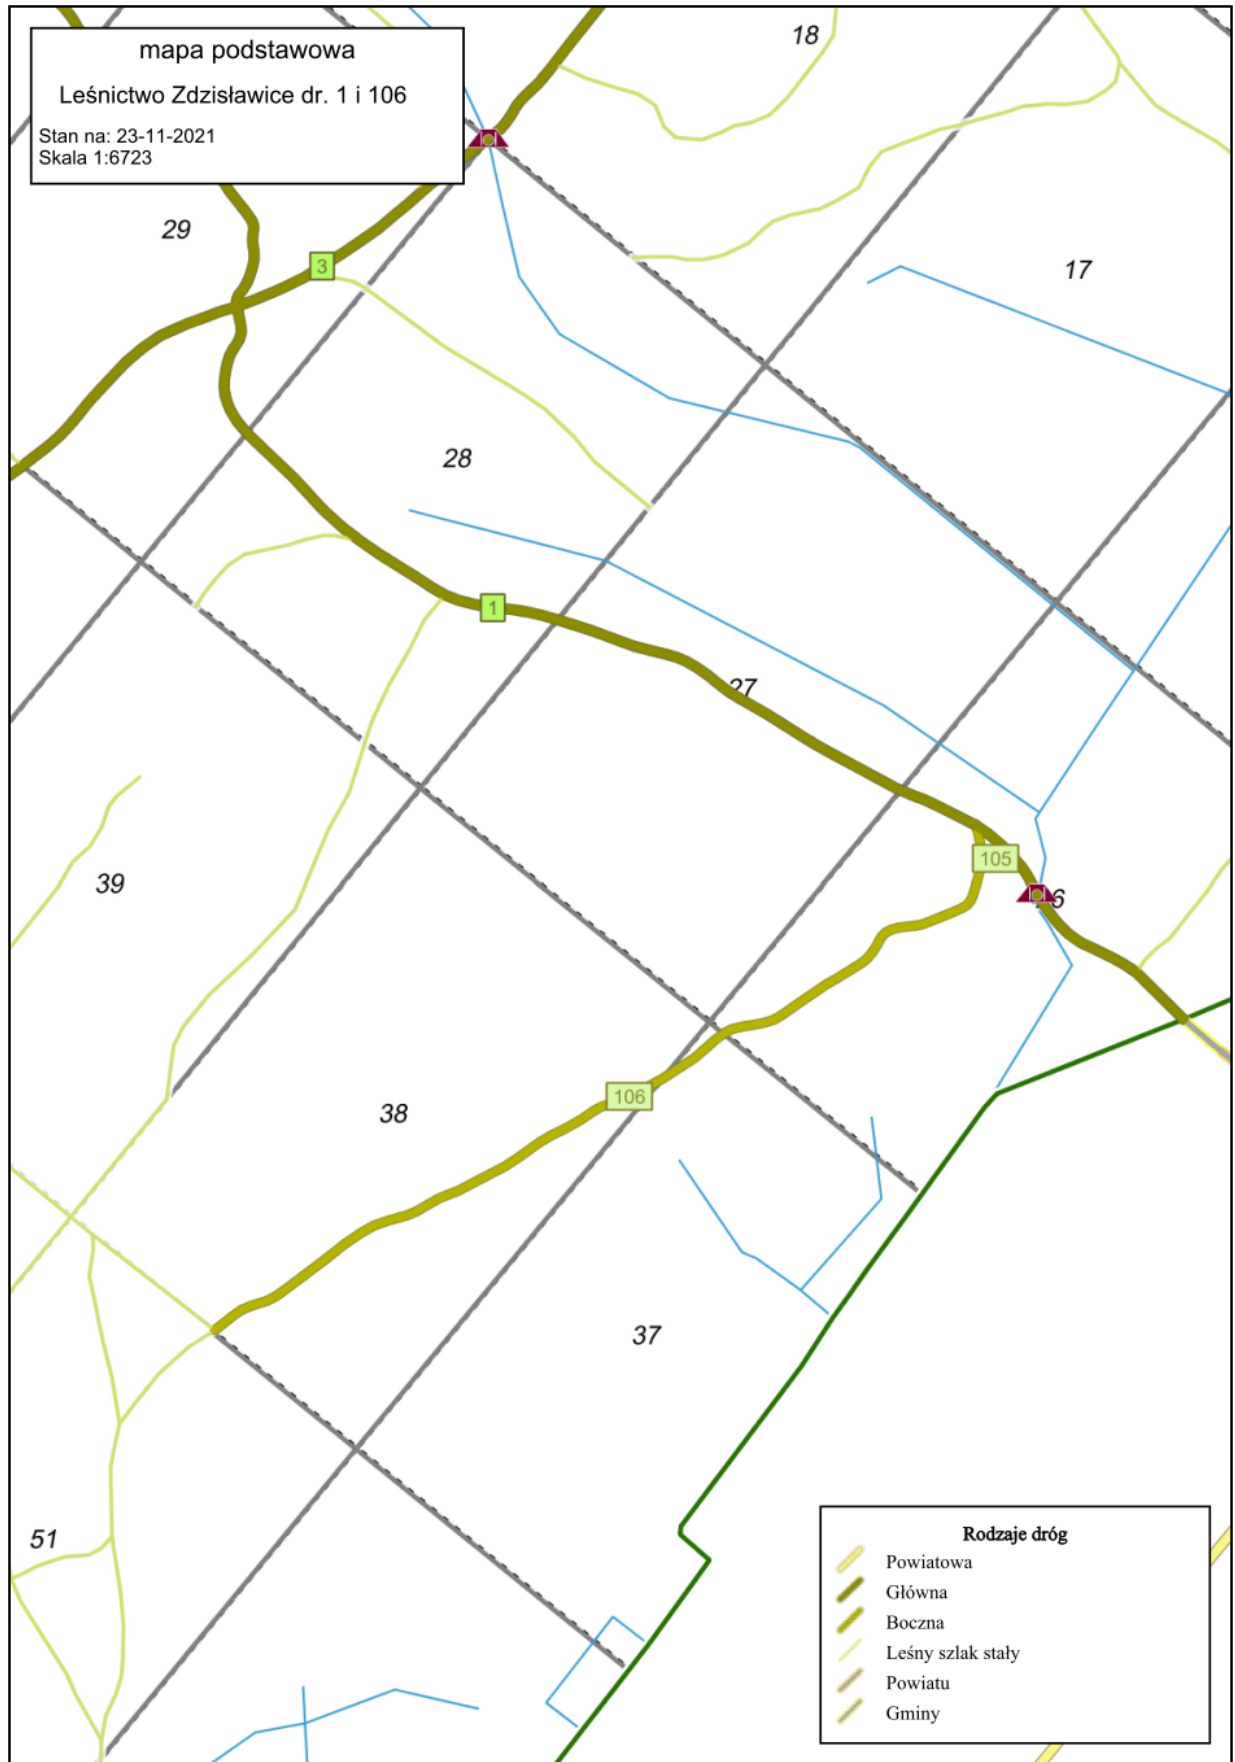 mapa podstawowa
Leśnictwo Zdzisławice dr. 1 i 106
Stan na: 23-11-2021
Skala 1:6723
18
29
3
17
28
1
27
105
39
106
38
37
51
Rodzaje dróg
Powiatowa
Główna
Boczna
Leśny szlak stały
Powiatu
Gminy